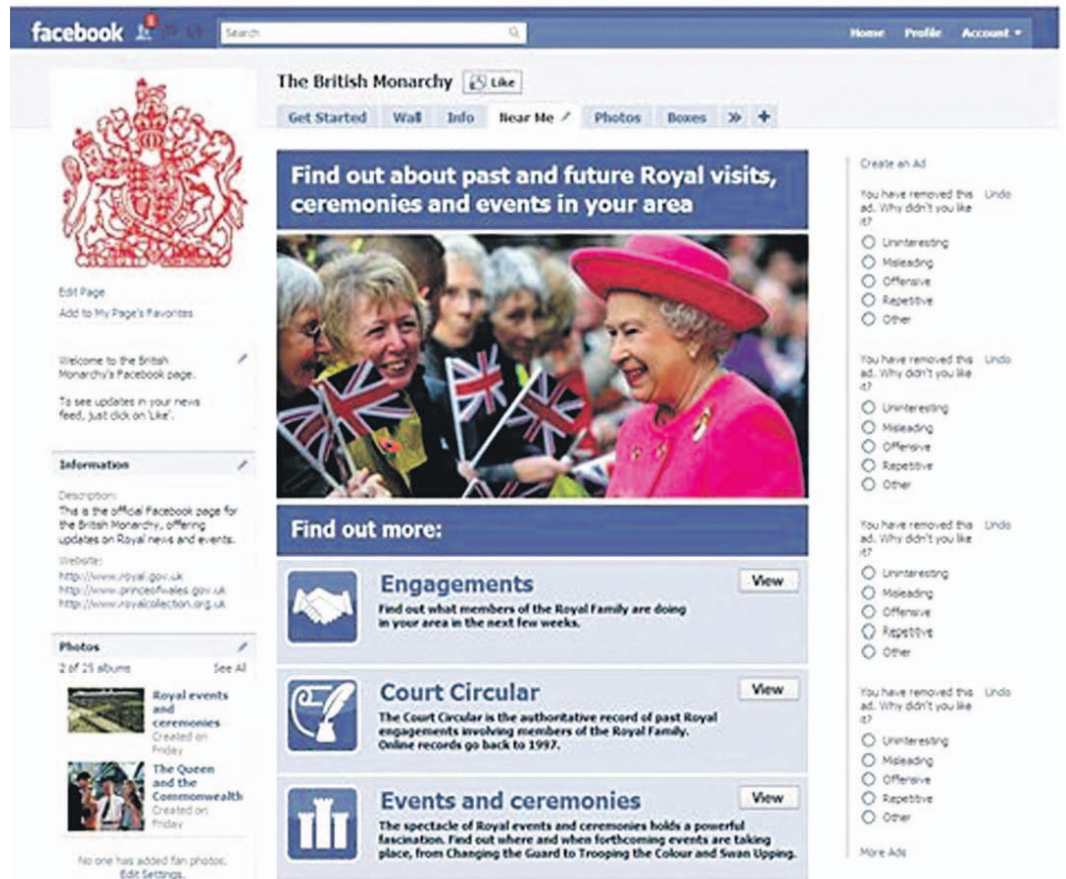 facebook
Search
Home Profile Account
The British Monarchy Like
Get Started Wall Info Near Me Photos Boxes » +
Edit Page
Add to My Page's Favorites
Welcome to the British
Monarchy's Facebook page.
To see updates in your news
feed, just click on 'Like'.
Information
Description:
This is the official Facebook page for
the British Monarchy, offering
updates on Royal news and events.
Website:
http://www.royal.gov.uk
http://www.princeofwales.gov.uk
http://www.royalcollection.org.uk
Photos
2 of 25 albums See All
Royal events
and
ceremonies
Created on
Friday
The Queen
and the
Commonwealth
Created on
Friday
No one has added fan photos.
Edit Settings.
Find out about past and future Royal visits,
ceremonies and events in your area
Find out more:
Engagements View
Find out what members of the Royal Family are doing
in your area in the next few weeks.
Court Circular View
The Court Circular is the authoritative record of past Royal
engagements involving members of the Royal Family.
Online records go back to 1997.
Events and ceremonies View
The spectacle of Royal events and ceremonies holds a powerful
fascination. Find out where and when forthcoming events are taking
place, from Changing the Guard to Trooping the Colour and Swan Upping.
Create an Ad
You have removed this Undo
ad. Why didn't you like
it?
Uninteresting
Misleading
Offensive
Repetitive
Other
You have removed this Undo
ad. Why didn't you like
it?
Uninteresting
Misleading
Offensive
Repetitive
Other
You have removed this Undo
ad. Why didn't you like
it?
Uninteresting
Misleading
Offensive
Repetitive
Other
You have removed this Undo
ad. Why didn't you like
it?
Uninteresting
Misleading
Offensive
Repetitive
Other
More Ads